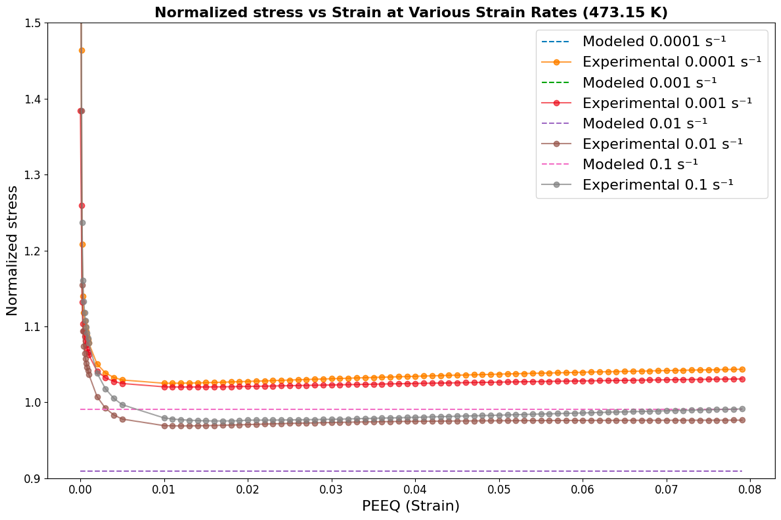 Normalized stress vs Strain at Various Strain Rates (473.15 K)
1.5
1.4
1.3
1.2
1.1
1.0
0.9
Normalized stress
Modeled 0.0001 s⁻¹
Experimental 0.0001 s⁻¹
Modeled 0.001 s⁻¹
Experimental 0.001 s⁻¹
Modeled 0.01 s⁻¹
Experimental 0.01 s⁻¹
Modeled 0.1 s⁻¹
Experimental 0.1 s⁻¹
0.00 0.01 0.02 0.03 0.04 0.05 0.06 0.07 0.08
PEEQ (Strain)